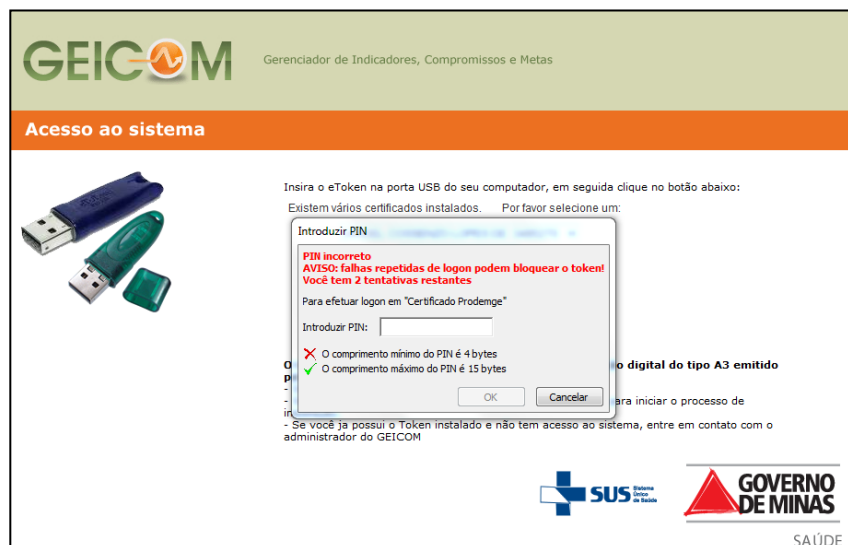 GEICOM
Gerenciador de Indicadores, Compromissos e Metas
Acesso ao sistema
Insira o eToken na porta USB do seu computador, em seguida clique no botão abaixo:
Existem vários certificados instalados. Por favor selecione um:
Introduzir PIN
PIN incorreto
AVISO: falhas repetidas de logon podem bloquear o token!
Você tem 2 tentativas restantes
Para efetuar logon em "Certificado Prodemge"
Introduzir PIN:
O comprimento mínimo do PIN é 4 bytes
O comprimento máximo do PIN é 15 bytes
OK Cancelar
o digital do tipo A3 emitido
ara iniciar o processo de
- Se você ja possui o Token instalado e não tem acesso ao sistema, entre em contato com o
administrador do GEICOM
SUS Sistema
Único
de Saúde
GOVERNO
DE MINAS
SAÚDE